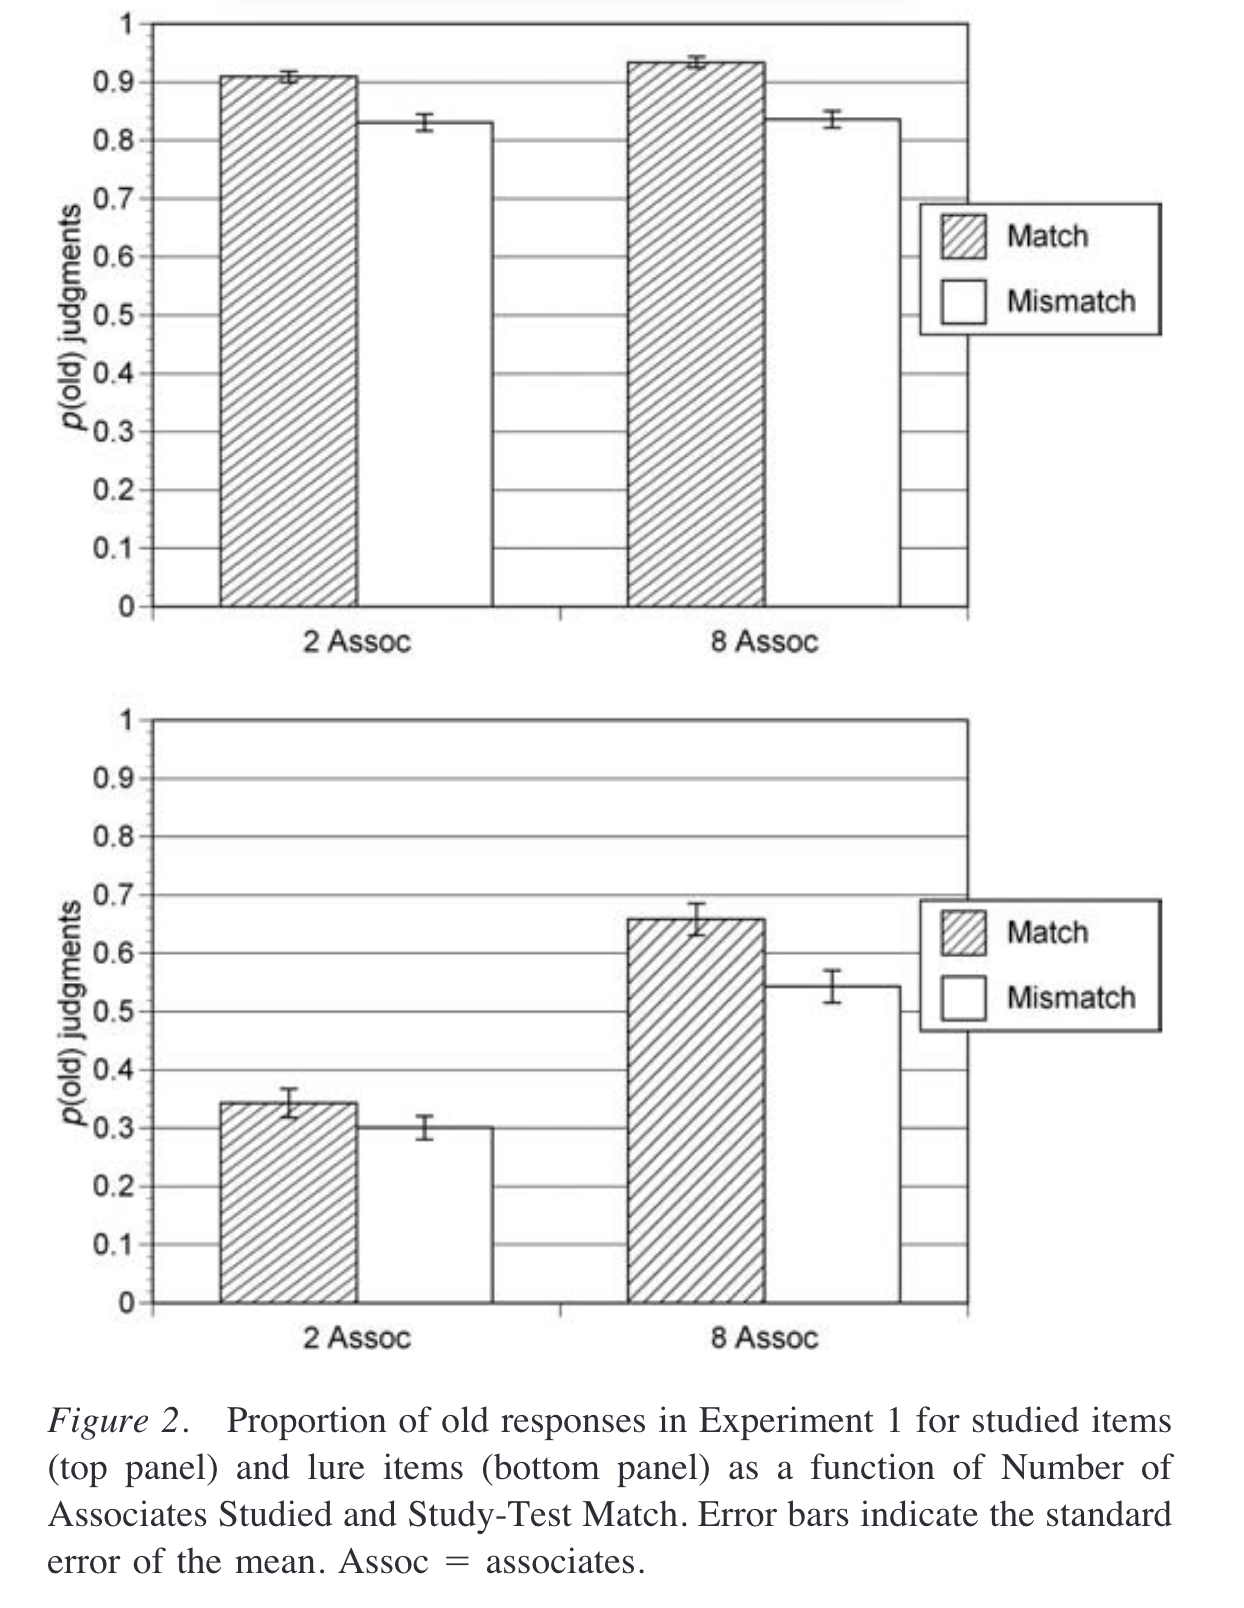 1
0.9
0.8
0.7
0.6
0.5
0.4
0.3
0.2
0.1
0
p(old) judgments
2 Assoc
8 Assoc
Match
Mismatch
1
0.9
0.8
0.7
0.6
0.5
0.4
0.3
0.2
0.1
0
p(old) judgments
2 Assoc
8 Assoc
Match
Mismatch
Figure 2. Proportion of old responses in Experiment 1 for studied items
(top panel) and lure items (bottom panel) as a function of Number of
Associates Studied and Study-Test Match. Error bars indicate the standard
error of the mean. Assoc = associates.